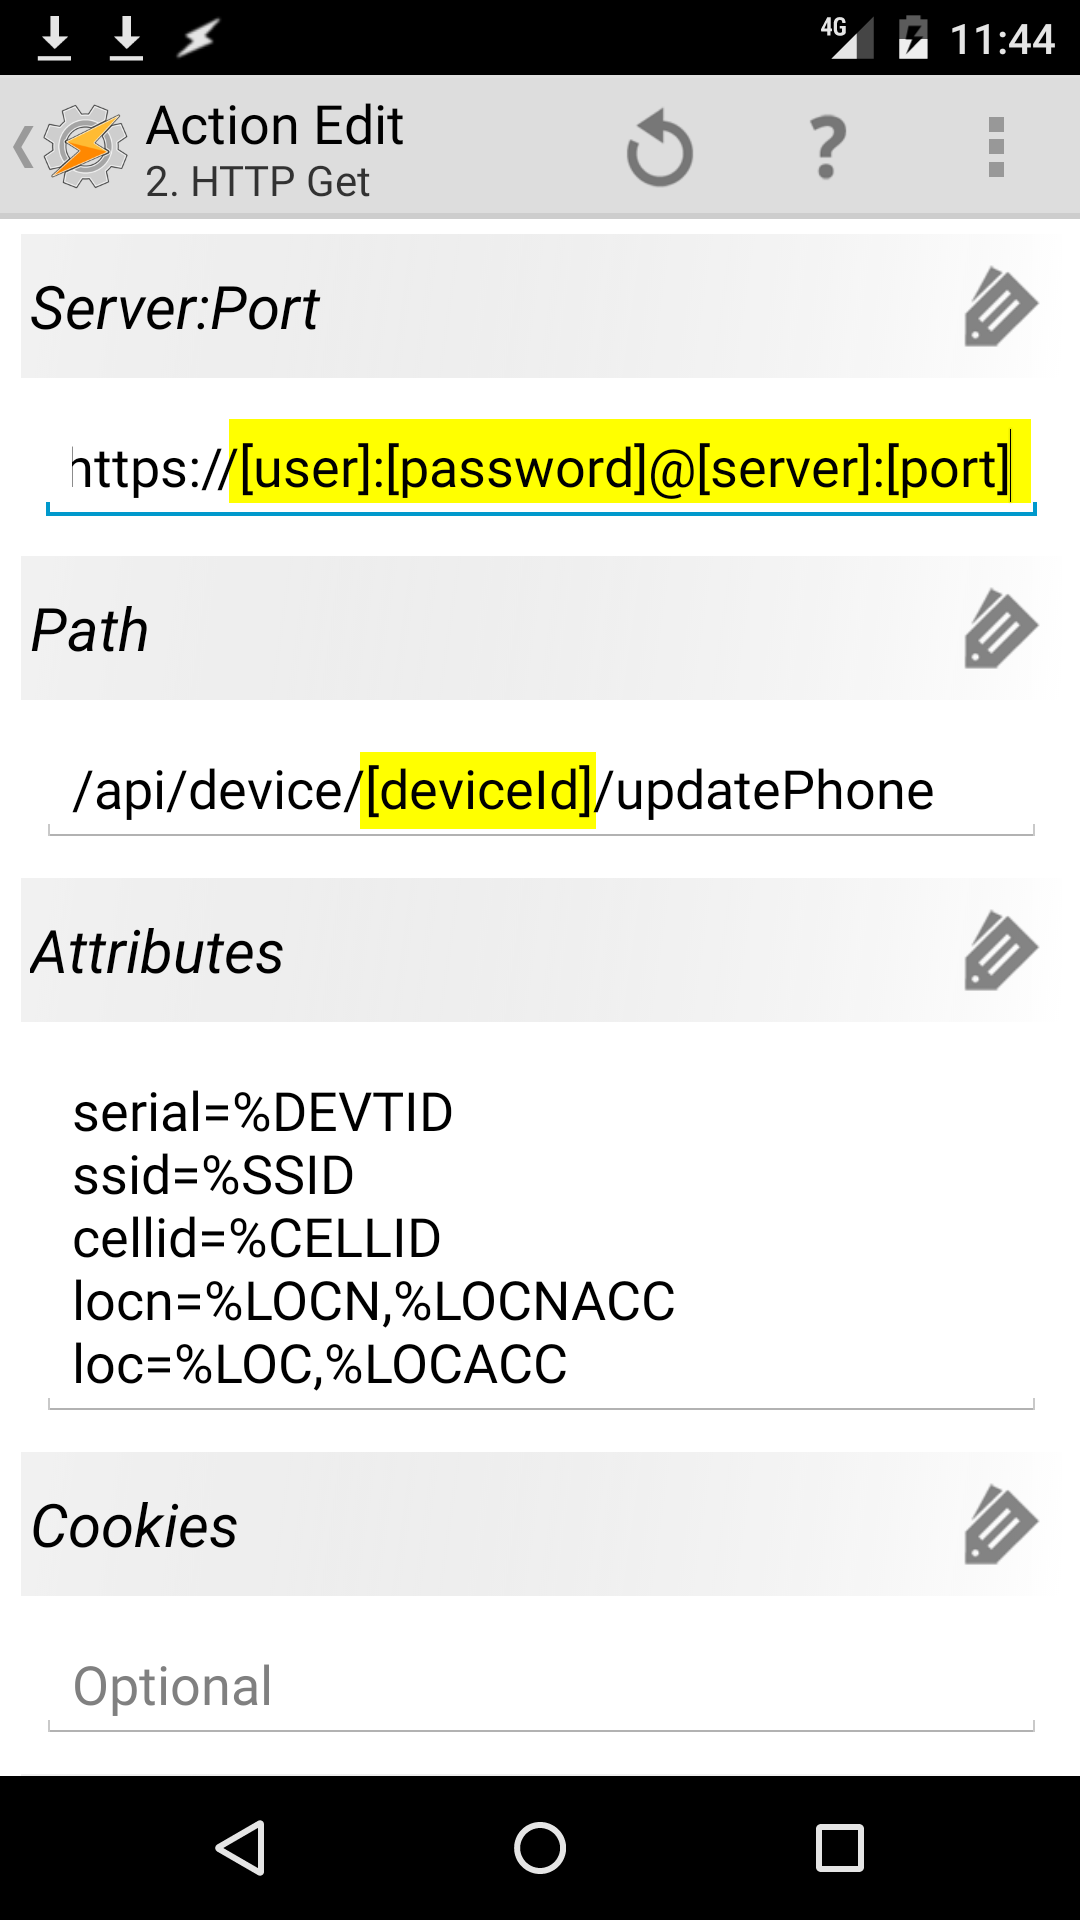 4G 11:44
Action Edit
2. HTTP Get
Server:Port
https://[user]:[password]@[server]:[port]
Path
/api/device/[deviceId]/updatePhone
Attributes
serial=%DEVTID
ssid=%SSID
cellid=%CELLID
locn=%LOCN,%LOCNACC
loc=%LOC,%LOCACC
Cookies
Optional